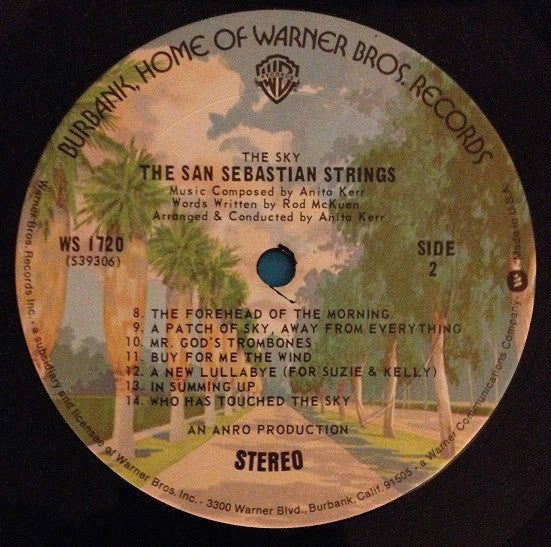 BURBANK, HOME OF WARNER BROS. RECORDS
THE SKY
THE SAN SEBASTIAN STRINGS
Music Composed by Anita Kerr
Words Written by Rod McKuen
Arranged & Conducted by Anita Kerr
WS 1720
(S39306)
SIDE
2
8. THE FOREHEAD OF THE MORNING
9. A PATCH OF SKY, AWAY FROM EVERYTHING
10. MR. GOD'S TROMBONES
11. BUY FOR ME THE WIND
12. A NEW LULLABYE (FOR SUZIE & KELLY)
13. IN SUMMING UP
14. WHO HAS TOUCHED THE SKY
AN ANRO PRODUCTION
STEREO
Warner Bros. Records Inc. - a subsidiary and licensee of Warner Bros. Inc. - 3300 Warner Blvd., Burbank, Calif. 91505 - a Warner Communications Company
Made in U.S.A.